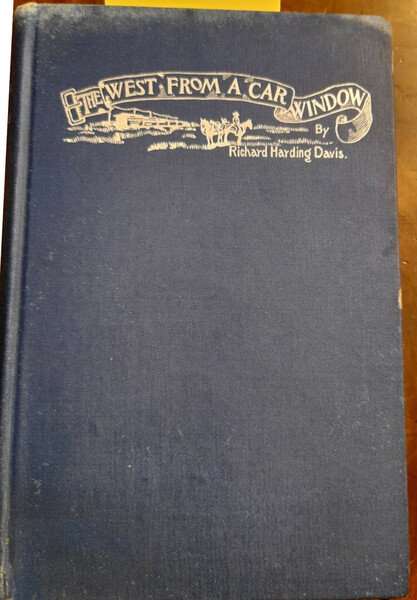 THE WEST FROM A CAR WINDOW
By
Richard Harding Davis.